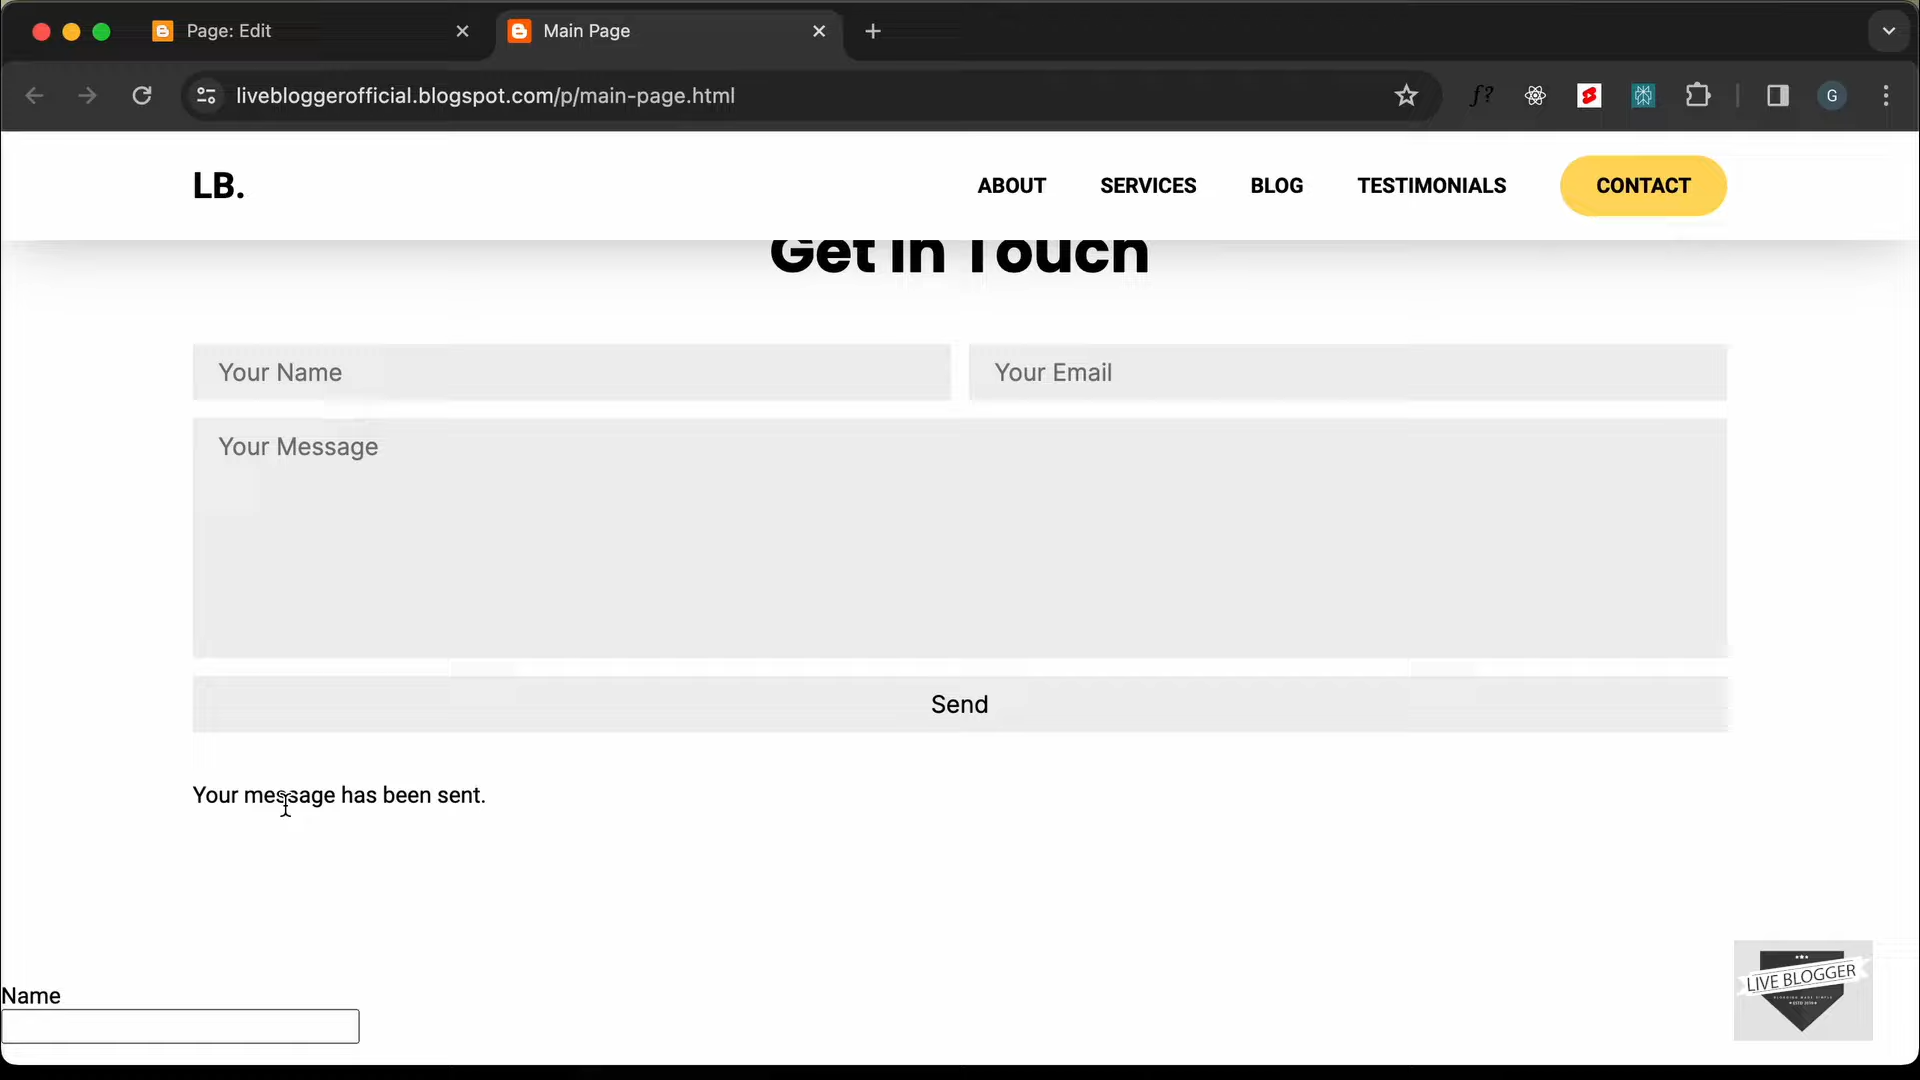 Page: Edit
Main Page
livebloggerofficial.blogspot.com/p/main-page.html
f?
G
LB.
ABOUT
SERVICES
BLOG
TESTIMONIALS
CONTACT
Get In Touch
Your Name
Your Email
Your Message
Send
Your message has been sent.
Name
LIVE BLOGGER